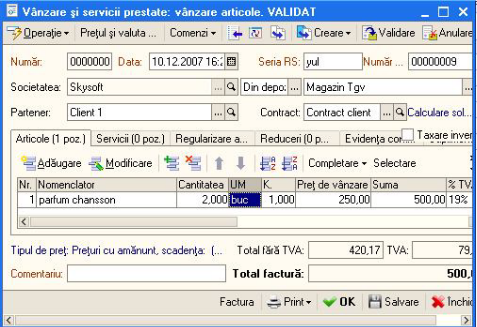 Vânzare şi servicii prestate: vânzare articole. VALIDAT
Operaţie Preţul şi valuta ... Comenzi Creare Validare Anulare
Număr: 0000000 Data: 10.12.2007 16:2 Seria RS: yul Număr ... 00000009
Societatea: Skysoft ... Din depoz ... Magazin Tgv
Partener: Client 1 ... Contract: Contract client ... Calculare sol...
Articole (1 poz.) Servicii (0 poz.) Regularizare a... Reduceri (0 p... Evidenţa con... Taxare inver
Adăugare Modificare Completare Selectare
Nr. Nomenclator Cantitatea UM K. Preţ de vânzare Suma % TV
1 parfum chansson 2,000 buc 1,000 250,00 500,00 19%
Tipul de preţ: Preţuri cu amănunt, scadenţa: (... Total fără TVA: 420,17 TVA: 79,
Comentariu: Total factură: 500,
Factura Print OK Salvare Închi